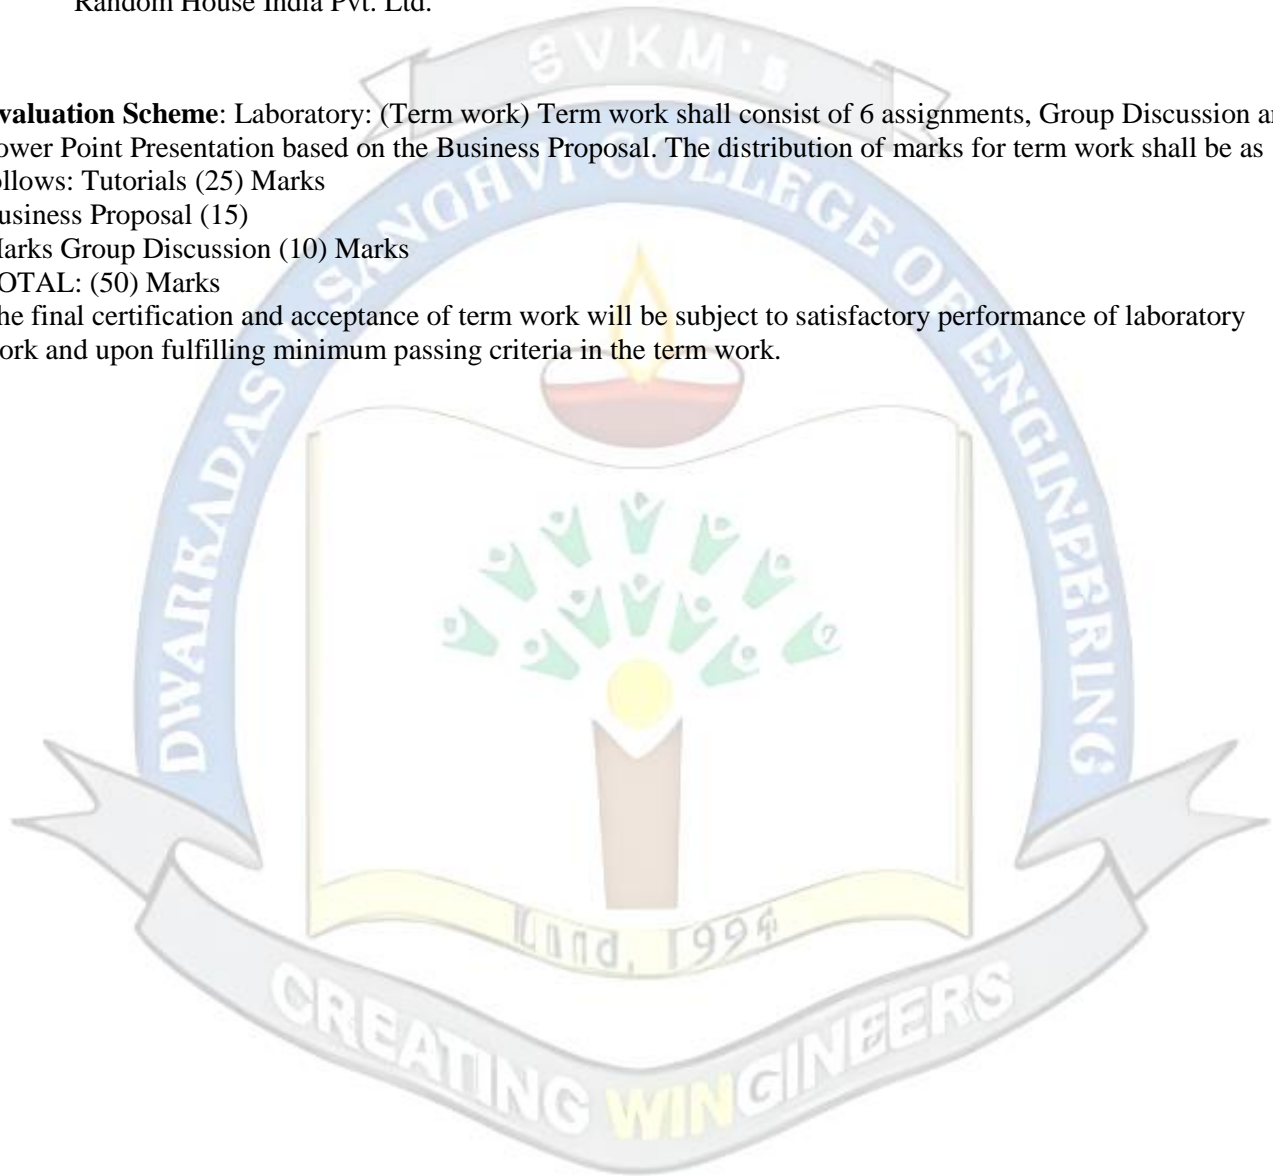 Random House India Pvt. Ltd.
SVKM's
valuation Scheme: Laboratory: (Term work) Term work shall consist of 6 assignments, Group Discussion a
ower Point Presentation based on the Business Proposal. The distribution of marks for term work shall be as
ollows: Tutorials (25) Marks
usiness Proposal (15)
arks Group Discussion (10) Marks
OTAL: (50) Marks
he final certification and acceptance of term work will be subject to satisfactory performance of laboratory
ork and upon fulfilling minimum passing criteria in the term work.
DWARKADAS J. SANGHVI COLLEGE OF ENGINEERING
1994
CREATING WINGINEERS